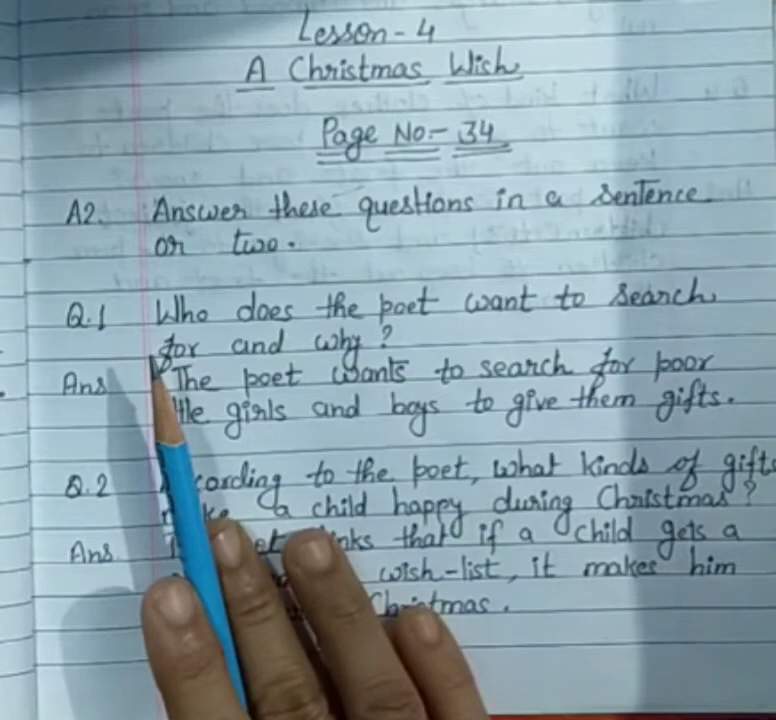 Lesson - 4
A Christmas Wish
Page No:- 34
A2. Answer these questions in a sentence
or two.
Q.1 Who does the poet want to search
for and why?
Ans The poet wants to search for poor
girls and boys to give them gifts.
Q.2 to the poet, what kinds of gifts
a child happy during Christmas?
Ans that if a child gets a
wish-list, it makes him
Christmas.